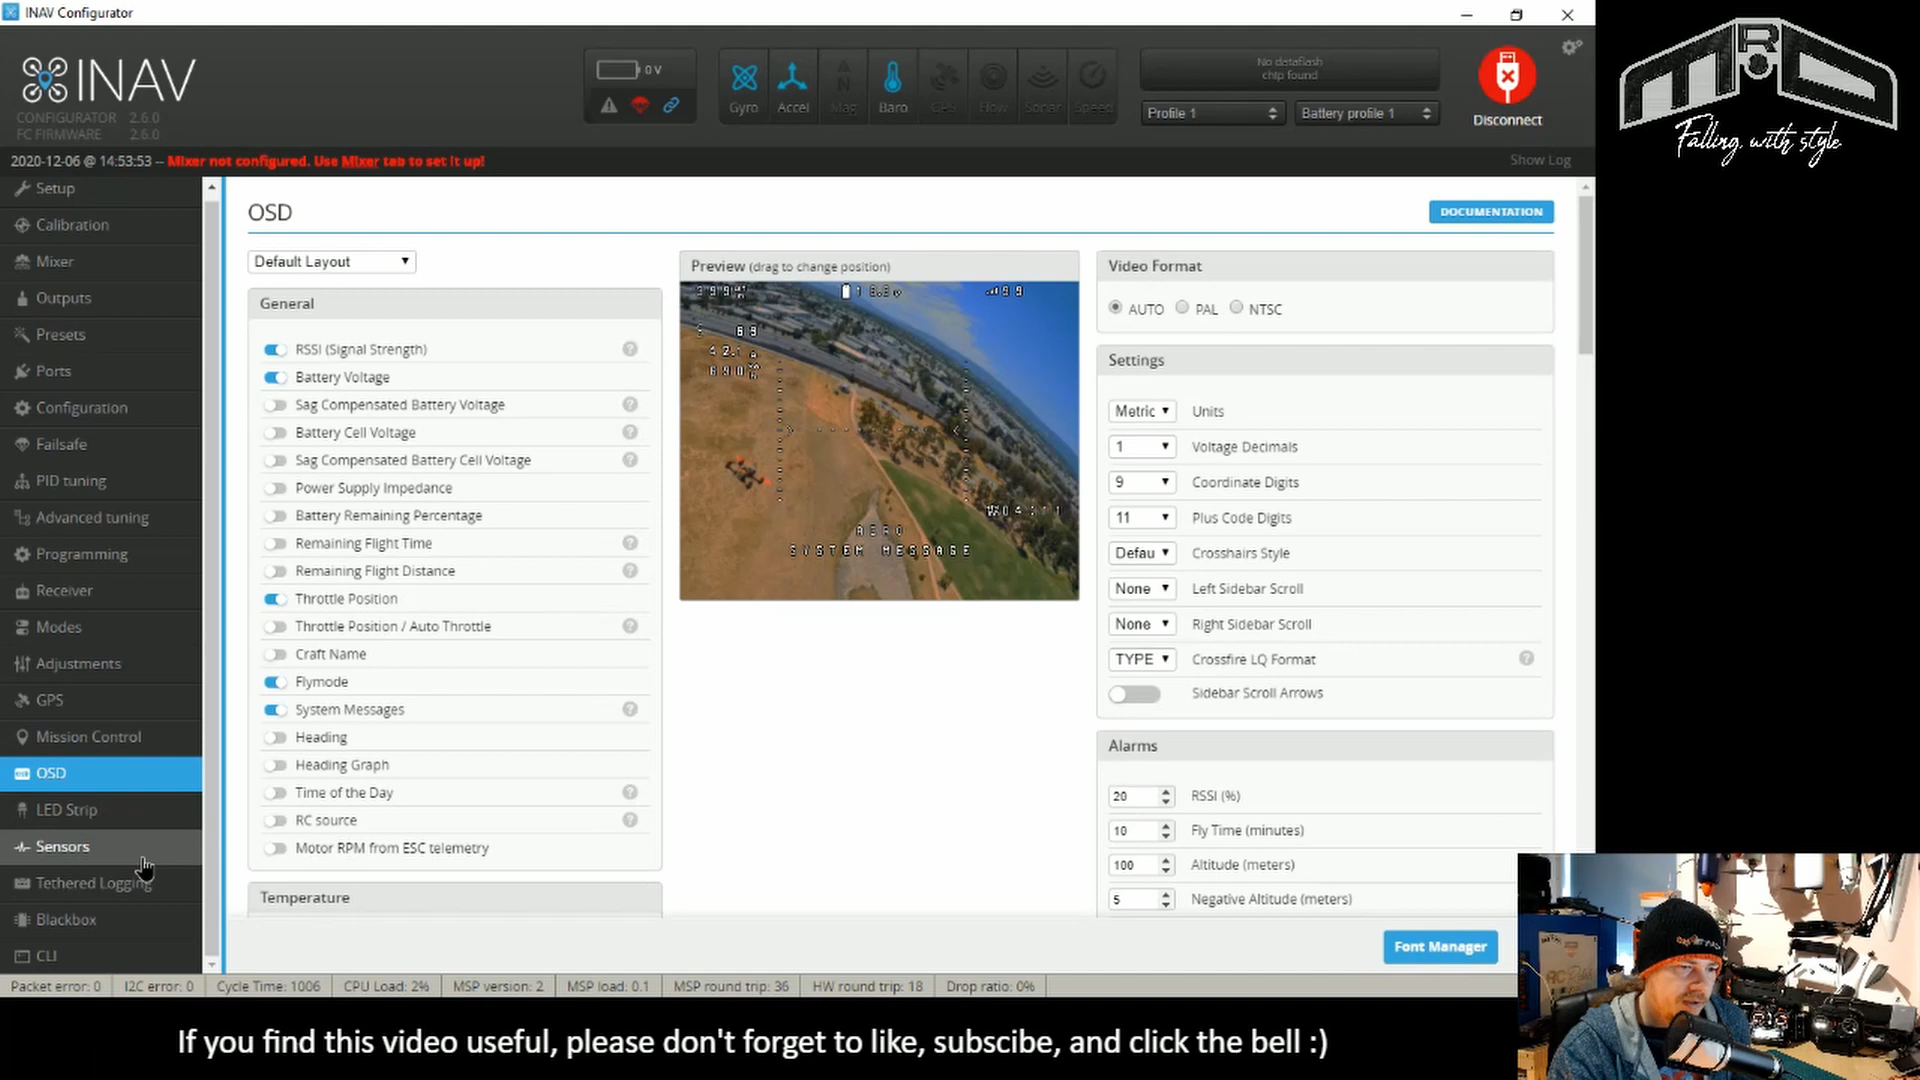 INAV Configurator
INAV
CONFIGURATOR 2.6.0
FC FIRMWARE 2.6.0
0 V
Gyro
Accel
Mag
Baro
GPS
Flow
Sonar
Speed
No dataflash
chip found
Profile 1
Battery profile 1
Disconnect
MRD
Falling with style
2020-12-06 @ 14:53:53 -- Mixer not configured. Use Mixer tab to set it up!
Show Log
Setup
Calibration
Mixer
Outputs
Presets
Ports
Configuration
Failsafe
PID tuning
Advanced tuning
Programming
Receiver
Modes
Adjustments
GPS
Mission Control
OSD
LED Strip
Sensors
Tethered Logging
Blackbox
CLI
OSD
DOCUMENTATION
Default Layout
General
RSSI (Signal Strength)
Battery Voltage
Sag Compensated Battery Voltage
Battery Cell Voltage
Sag Compensated Battery Cell Voltage
Power Supply Impedance
Battery Remaining Percentage
Remaining Flight Time
Remaining Flight Distance
Throttle Position
Throttle Position / Auto Throttle
Craft Name
Flymode
System Messages
Heading
Heading Graph
Time of the Day
RC source
Motor RPM from ESC telemetry
Temperature
Preview (drag to change position)
99
69
42.1 A
690
ACRO
SYSTEM MESSAGE
Video Format
AUTO
PAL
NTSC
Settings
Metric Units
1 Voltage Decimals
9 Coordinate Digits
11 Plus Code Digits
Defau Crosshairs Style
None Left Sidebar Scroll
None Right Sidebar Scroll
TYPE Crossfire LQ Format
Sidebar Scroll Arrows
Alarms
20 RSSI (%)
10 Fly Time (minutes)
100 Altitude (meters)
5 Negative Altitude (meters)
Font Manager
Packet error: 0
I2C error: 0
Cycle Time: 1006
CPU Load: 2%
MSP version: 2
MSP load: 0.1
MSP round trip: 36
HW round trip: 18
Drop ratio: 0%
If you find this video useful, please don't forget to like, subscibe, and click the bell :)